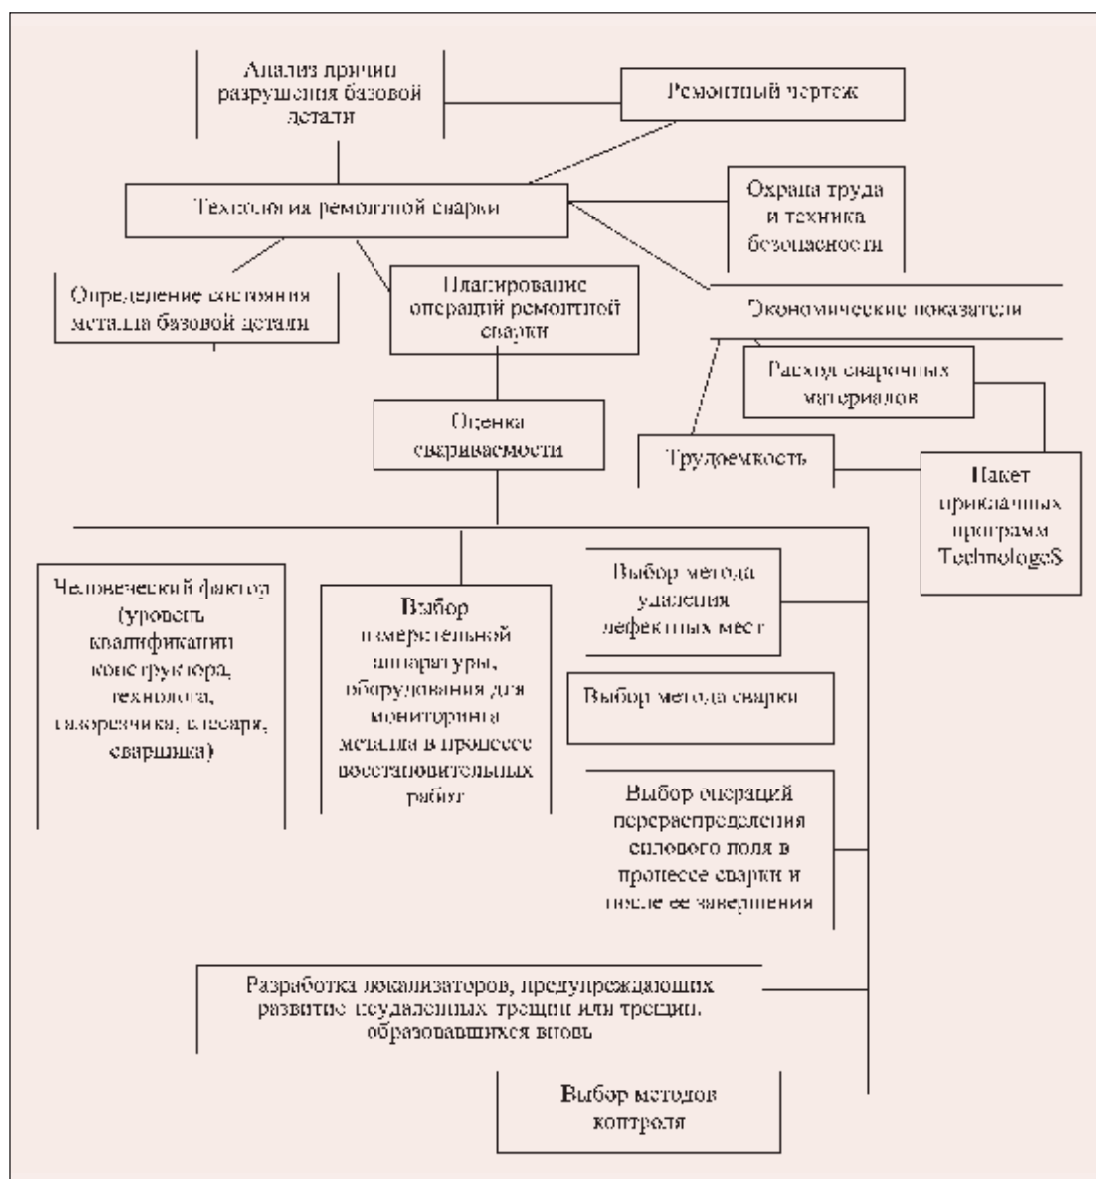 Анализ причин
разрушения базовой
детали
Ремонтный чертеж
Технология ремонтной сварки
Охрана труда
и техника
безопасности
Определение состояния
металла базовой детали
Планирование
операций ремонтной
сварки
Экономические показатели
Расход сварочных
материалов
Оценка
свариваемости
Трудоемкость
Пакет
прикладных
программ
TechnologeS
Человеческий фактор
(уровень
квалификации
конструктора,
технолога,
газорезчика, слесаря,
сварщика)
Выбор
измерительной
аппаратуры,
оборудования для
мониторинга
металла в процессе
восстановительных
работ
Выбор метода
удаления
дефектных мест
Выбор метода сварки
Выбор операций
перераспределения
силового поля в
процессе сварки и
после ее завершения
Разработка локализаторов, предупреждающих
развитие неудаленных трещин или трещин,
образовавшихся вновь
Выбор методов
контроля